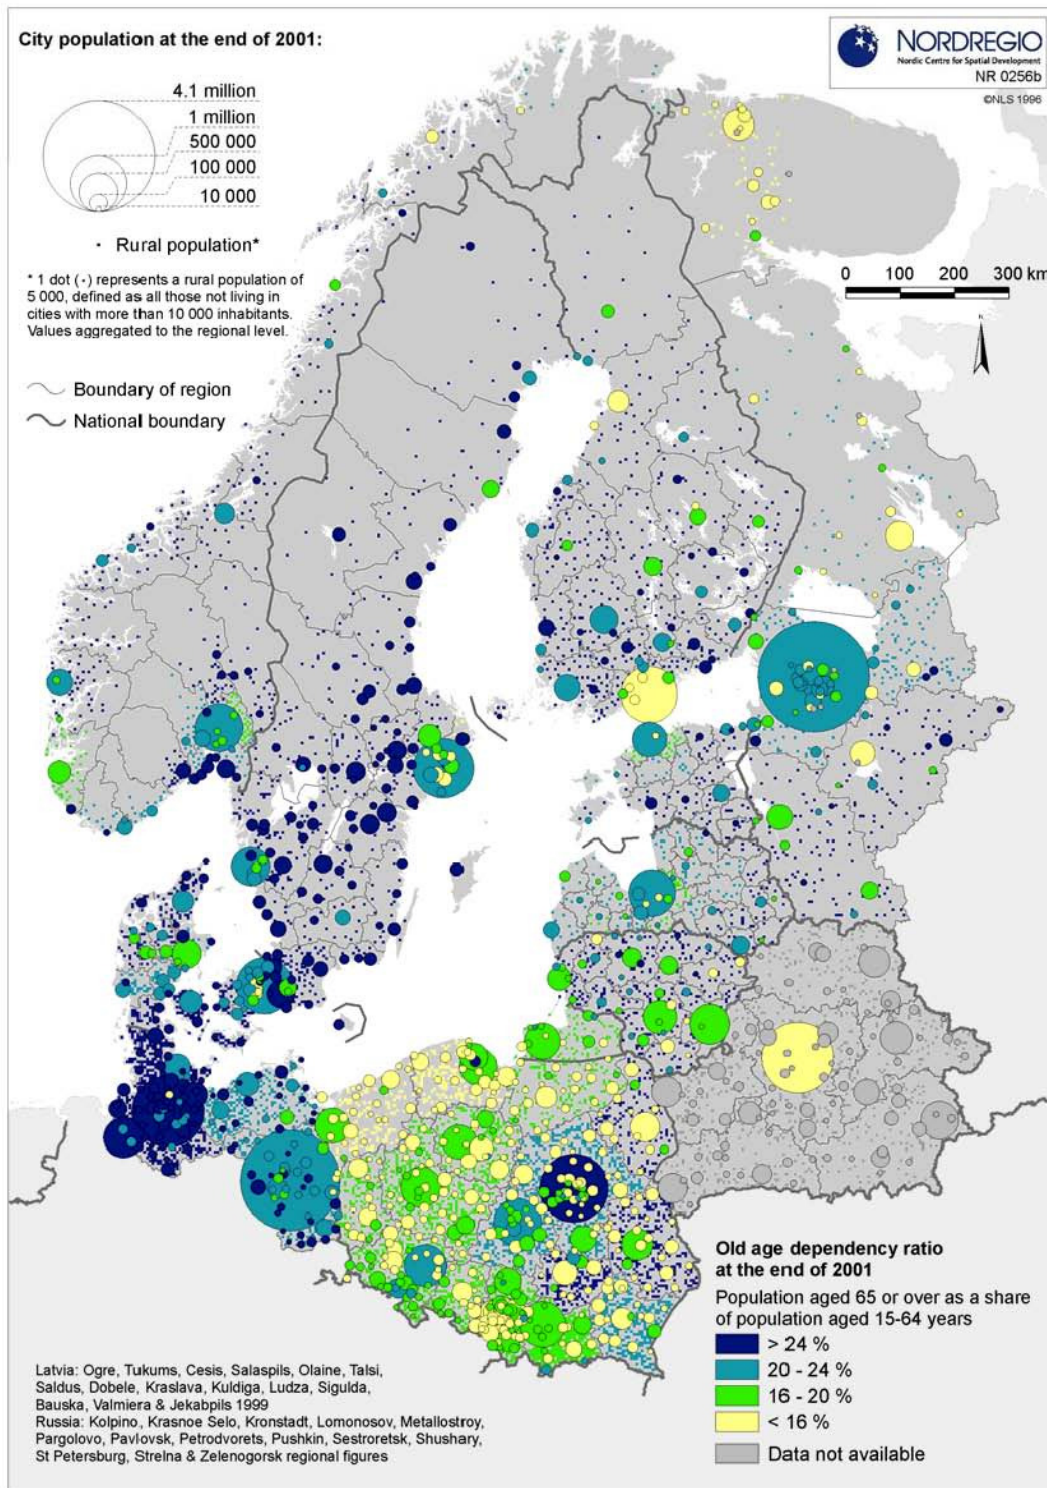 City population at the end of 2001:
4.1 million
1 million
500 000
100 000
10 000
Rural population*
* 1 dot (·) represents a rural population of
5 000, defined as all those not living in
cities with more than 10 000 inhabitants.
Values aggregated to the regional level.
Boundary of region
National boundary
NORDREGIO
Nordic Centre for Spatial Development
NR 0256b
©NLS 1996
0 100 200 300 km
N
Old age dependency ratio
at the end of 2001
Population aged 65 or over as a share
of population aged 15-64 years
> 24 %
20 - 24 %
16 - 20 %
< 16 %
Data not available
Latvia: Ogre, Tukums, Cesis, Salaspils, Olaine, Talsi,
Saldus, Dobele, Kraslava, Kuldiga, Ludza, Sigulda,
Bauska, Valmiera & Jekabpils 1999
Russia: Kolpino, Krasnoe Selo, Kronstadt, Lomonosov, Metallostroy,
Pargolovo, Pavlovsk, Petrodvorets, Pushkin, Sestroretsk, Shushary,
St Petersburg, Strelna & Zelenogorsk regional figures